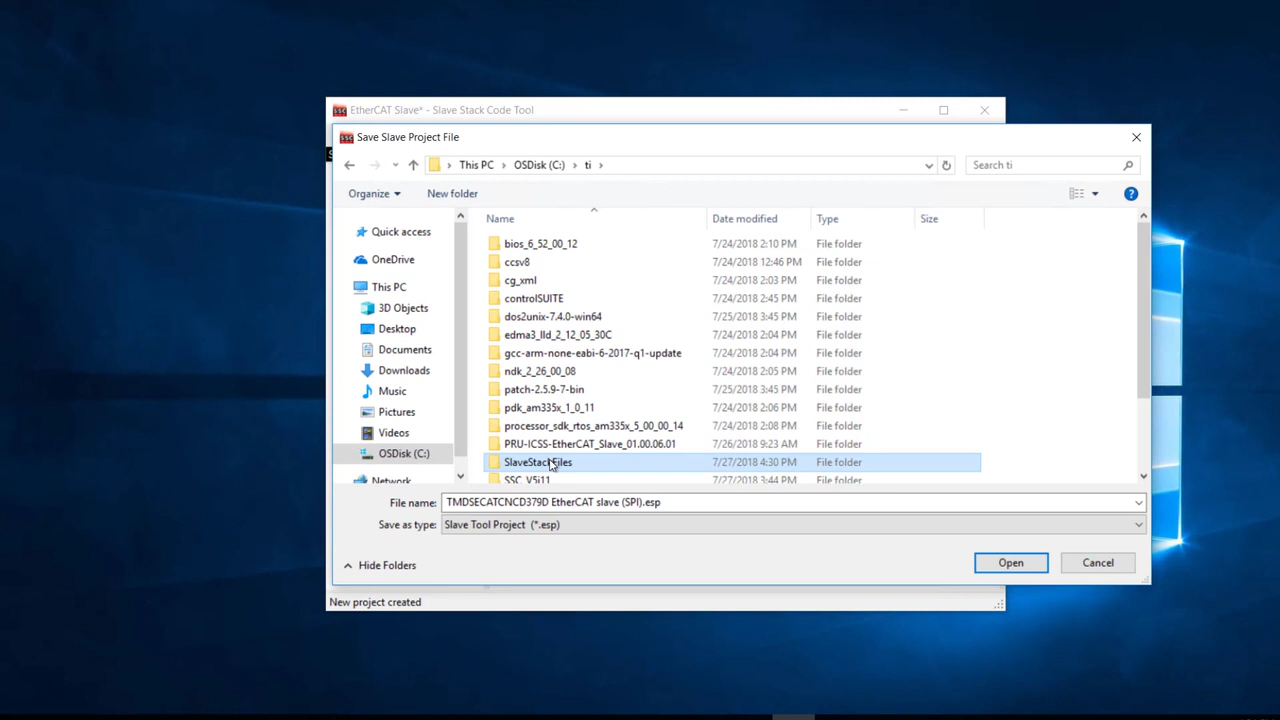 EtherCAT Slave* - Slave Stack Code Tool
Save Slave Project File
This PC > OSDisk (C:) > ti >
Search ti
Organize
New folder
Name Date modified Type Size
Quick access
OneDrive
This PC
3D Objects
Desktop
Documents
Downloads
Music
Pictures
Videos
OSDisk (C:)
Network
bios_6_52_00_12 7/24/2018 2:10 PM File folder
ccsv8 7/24/2018 12:46 PM File folder
cg_xml 7/24/2018 2:03 PM File folder
controlSUITE 7/24/2018 2:45 PM File folder
dos2unix-7.4.0-win64 7/25/2018 3:45 PM File folder
edma3_lld_2_12_05_30C 7/24/2018 2:04 PM File folder
gcc-arm-none-eabi-6-2017-q1-update 7/24/2018 2:04 PM File folder
ndk_2_26_00_08 7/24/2018 2:05 PM File folder
patch-2.5.9-7-bin 7/25/2018 3:45 PM File folder
pdk_am335x_1_0_11 7/24/2018 2:06 PM File folder
processor_sdk_rtos_am335x_5_00_00_14 7/24/2018 2:08 PM File folder
PRU-ICSS-EtherCAT_Slave_01.00.06.01 7/26/2018 9:23 AM File folder
SlaveStackFiles 7/27/2018 4:30 PM File folder
SSC_V5i11 7/27/2018 3:44 PM File folder
File name: TMDSECATCNCD379D EtherCAT slave (SPI).esp
Save as type: Slave Tool Project (*.esp)
Hide Folders
Open
Cancel
New project created